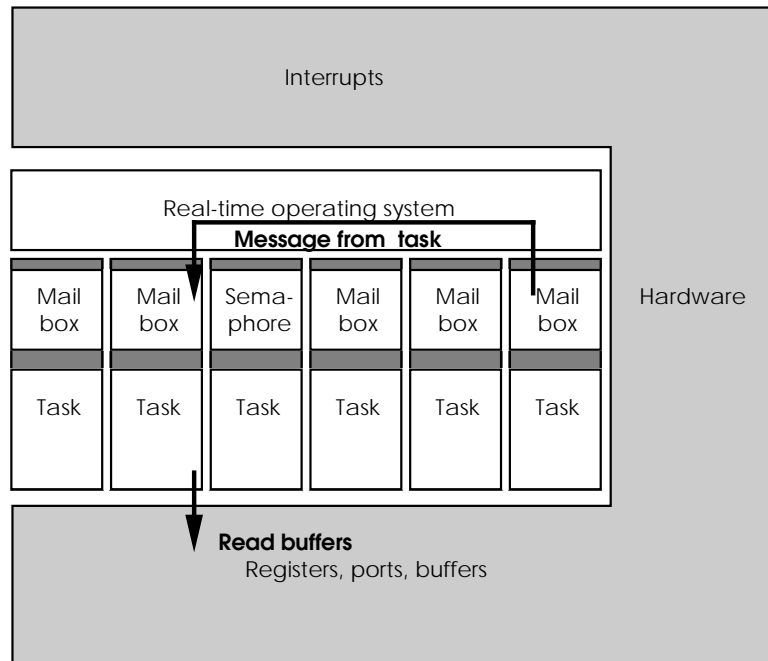 Interrupts
Real-time operating system
Message from task
Mail box
Mail box
Sema- phore
Mail box
Mail box
Mail box
Hardware
Task
Task
Task
Task
Task
Task
Read buffers
Registers, ports, buffers